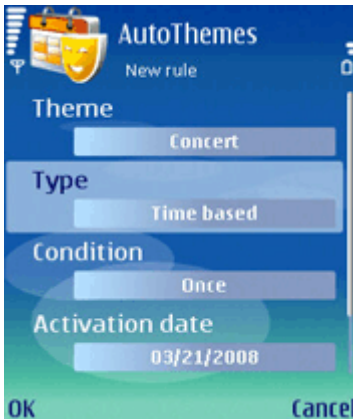 AutoThemes
New rule
Theme
Concert
Type
Time based
Condition
Once
Activation date
03/21/2008
OK Cancel